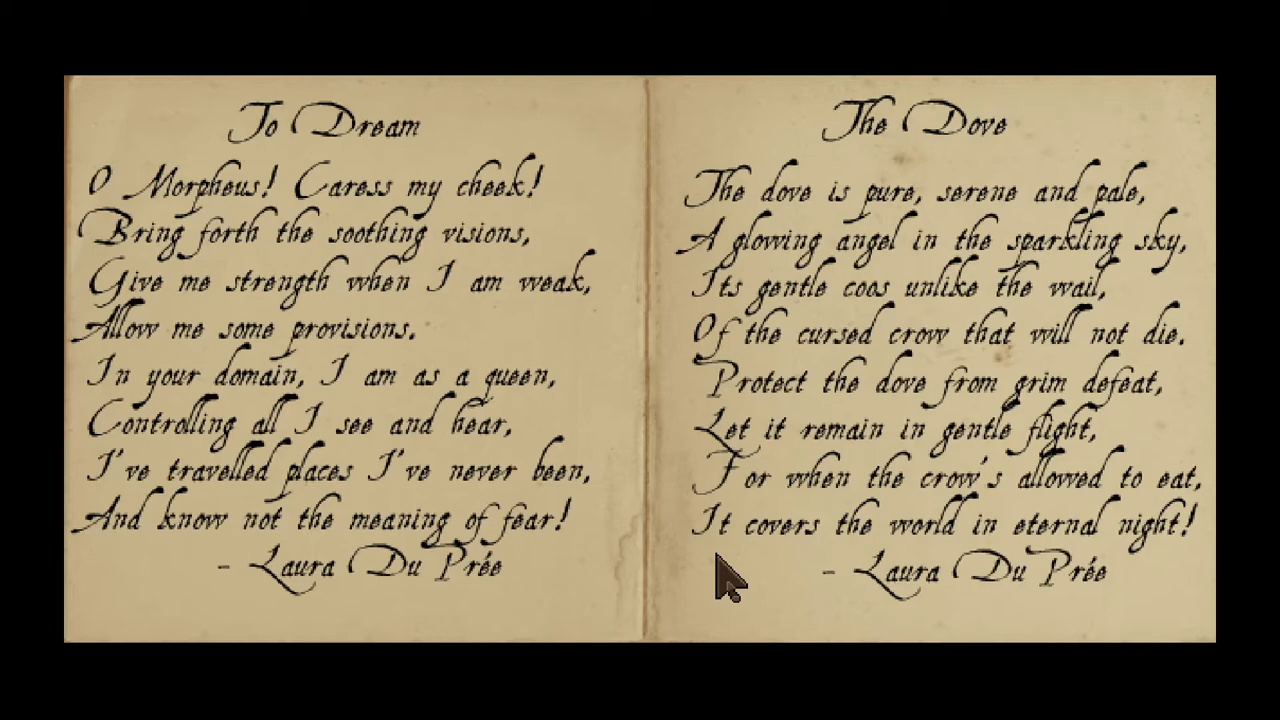 To Dream
O Morpheus! Caress my cheek!
Bring forth the soothing visions,
Give me strength when I am weak,
Allow me some provisions.
In your domain, I am as a queen,
Controlling all I see and hear,
I've travelled places I've never been,
And know not the meaning of fear!
- Laura Du Prée
The Dove
The dove is pure, serene and pale,
A glowing angel in the sparkling sky,
Its gentle coos unlike the wail,
Of the cursed crow that will not die.
Protect the dove from grim defeat,
Let it remain in gentle flight,
For when the crow's allowed to eat,
It covers the world in eternal night!
- Laura Du Prée